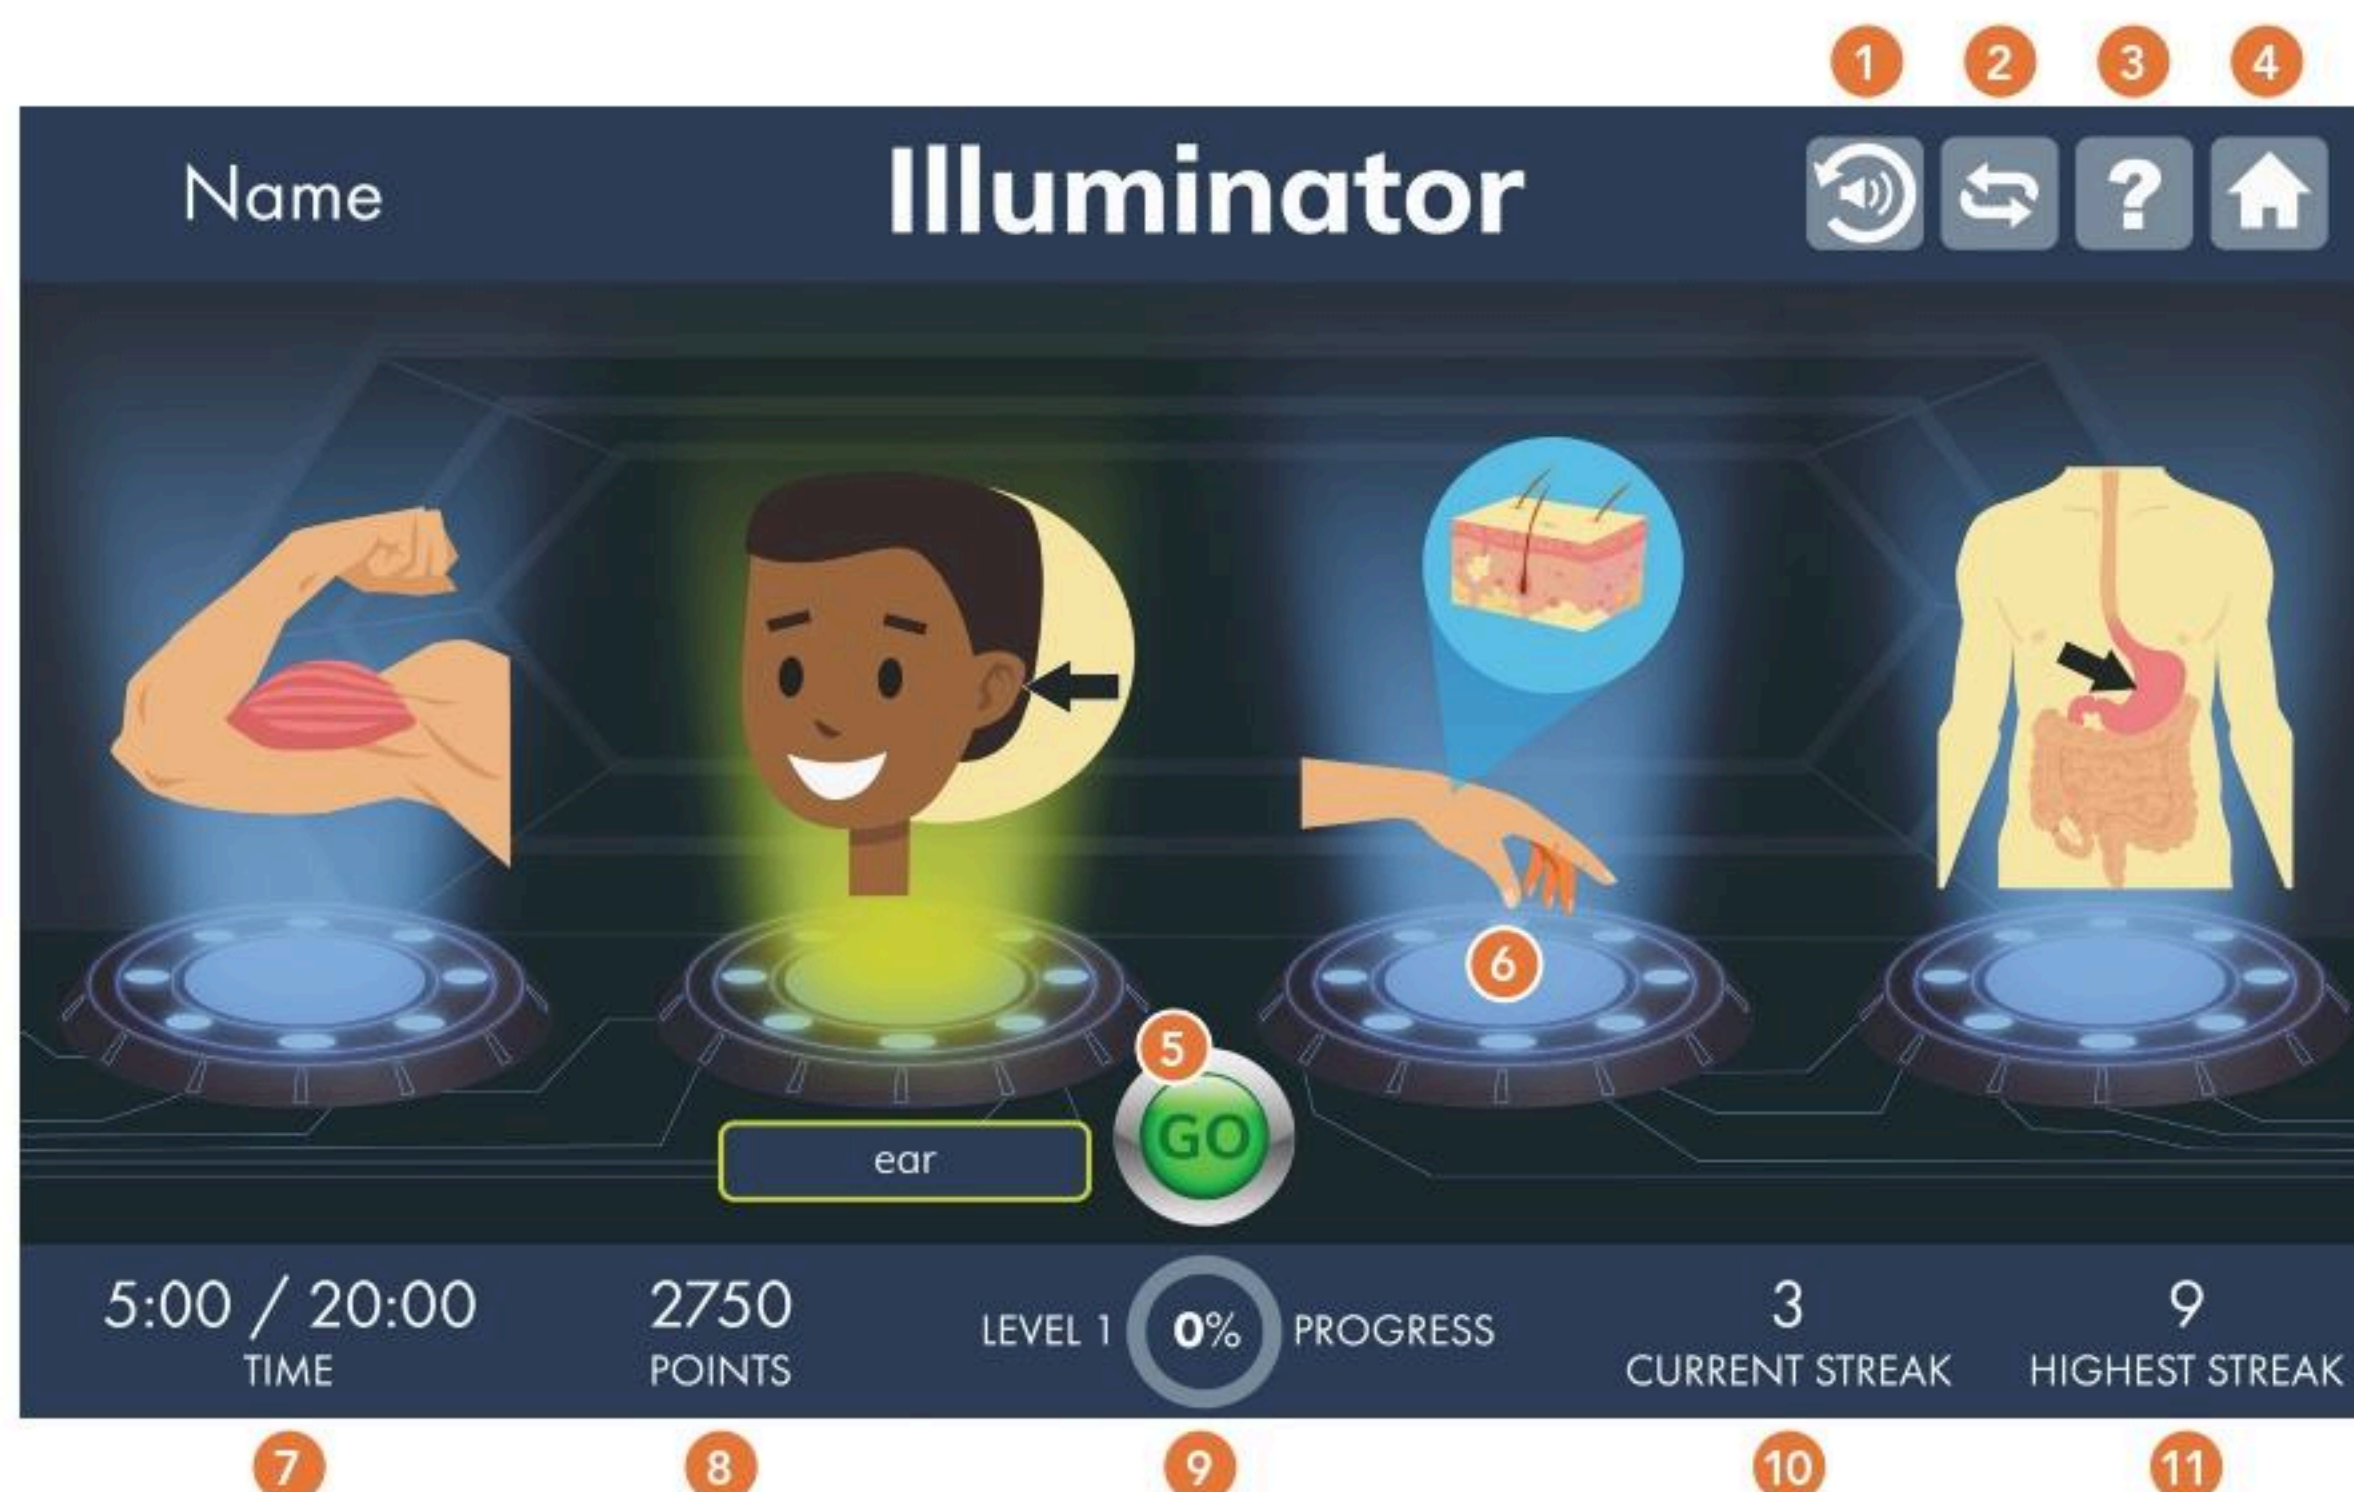 1 2 3 4
Name Illuminator ?
6
5
GO
ear
5:00 / 20:00
TIME
2750
POINTS
LEVEL 1 0% PROGRESS
3
CURRENT STREAK
9
HIGHEST STREAK
7 8 9 10 11